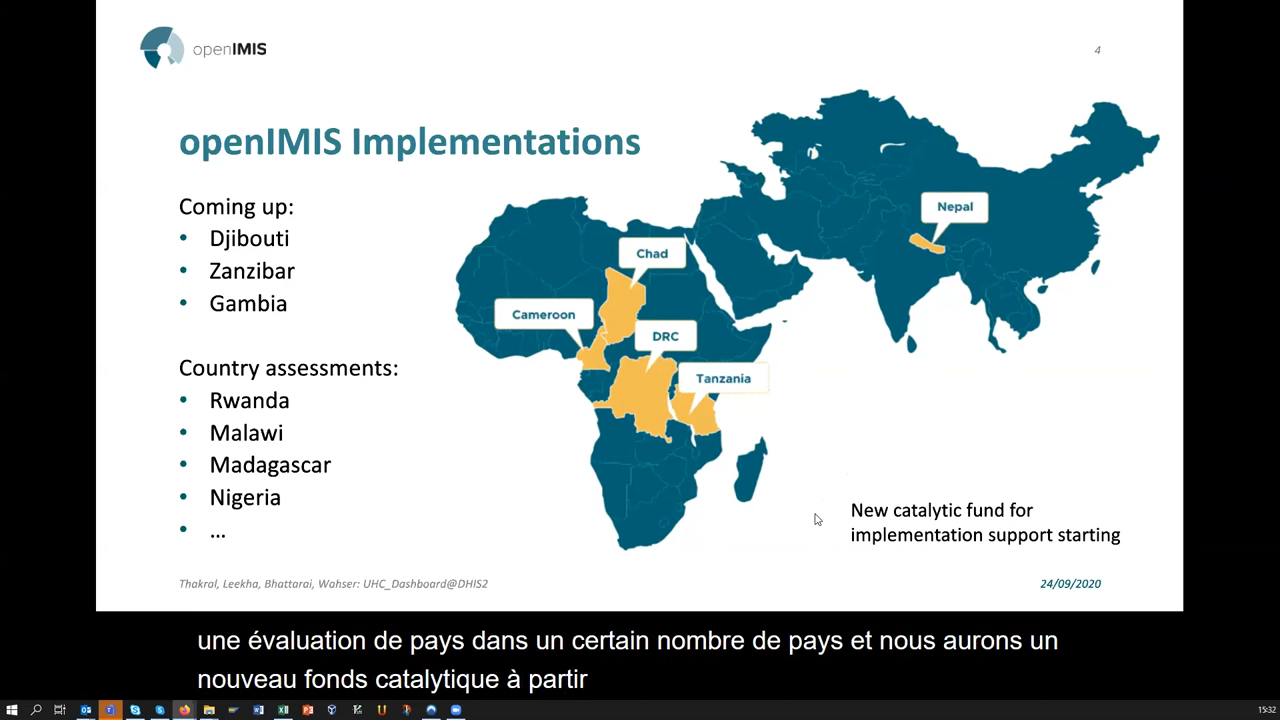 openIMIS
4
openIMIS Implementations
Coming up:
• Djibouti
• Zanzibar
• Gambia
Country assessments:
• Rwanda
• Malawi
• Madagascar
• Nigeria
• ...
Nepal
Chad
Cameroon
DRC
Tanzania
New catalytic fund for
implementation support starting
Thakral, Leekha, Bhattarai, Wahser: UHC_Dashboard@DHIS2
24/09/2020
une évaluation de pays dans un certain nombre de pays et nous aurons un
nouveau fonds catalytique à partir
15:32